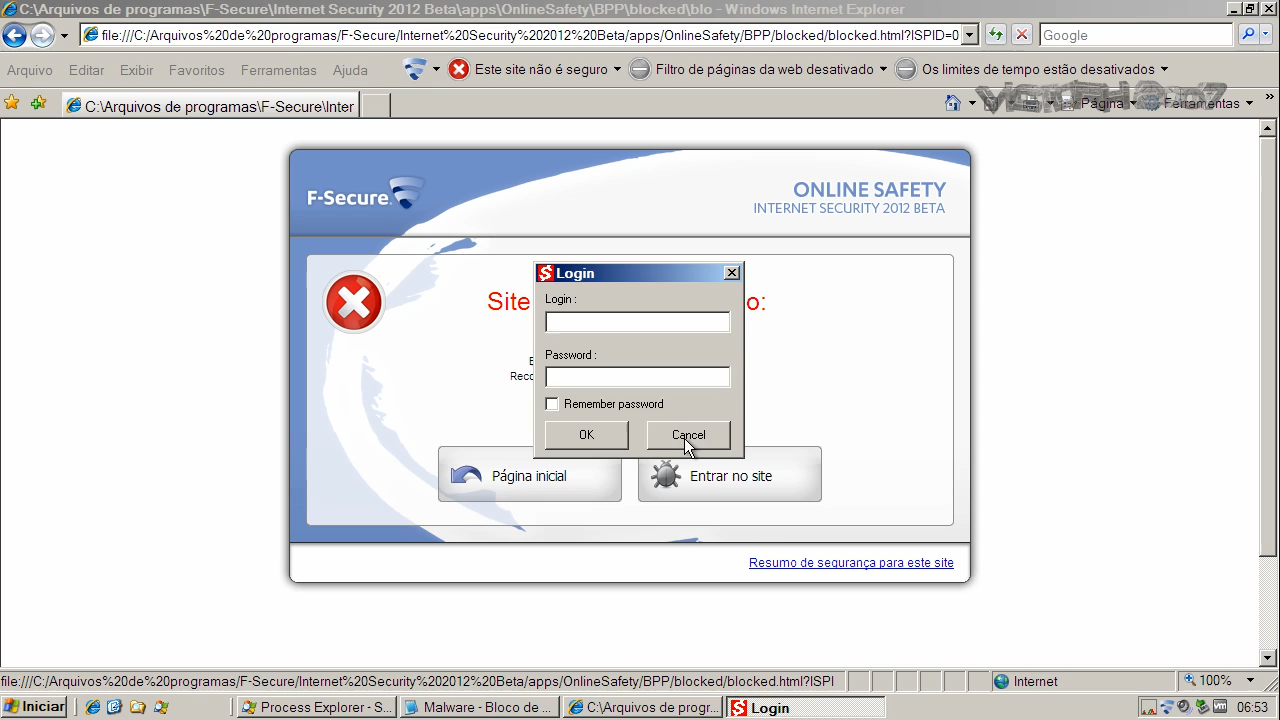 C:\Arquivos de programas\F-Secure\Internet Security 2012 Beta\apps\OnlineSafety\BPP\blocked\blo - Windows Internet Explorer
file:///C:/Arquivos%20de%20programas/F-Secure/Internet%20Security%202012%20Beta/apps/OnlineSafety/BPP/blocked/blocked.html?ISPID=0
Google
Arquivo Editar Exibir Favoritos Ferramentas Ajuda
Este site não é seguro
Filtro de páginas da web desativado
Os limites de tempo estão desativados
C:\Arquivos de programas\F-Secure\Inter
Página
Ferramentas
F-Secure
ONLINE SAFETY
INTERNET SECURITY 2012 BETA
Login
Site
o:
Login :
Password :
Reco
Remember password
OK
Cancel
Página inicial
Entrar no site
Resumo de segurança para este site
file:///C:/Arquivos%20de%20programas/F-Secure/Internet%20Security%202012%20Beta/apps/OnlineSafety/BPP/blocked/blocked.html?ISPI
Internet
100%
Iniciar
Process Explorer - S...
Malware - Bloco de ...
C:\Arquivos de progr...
Login
06:53